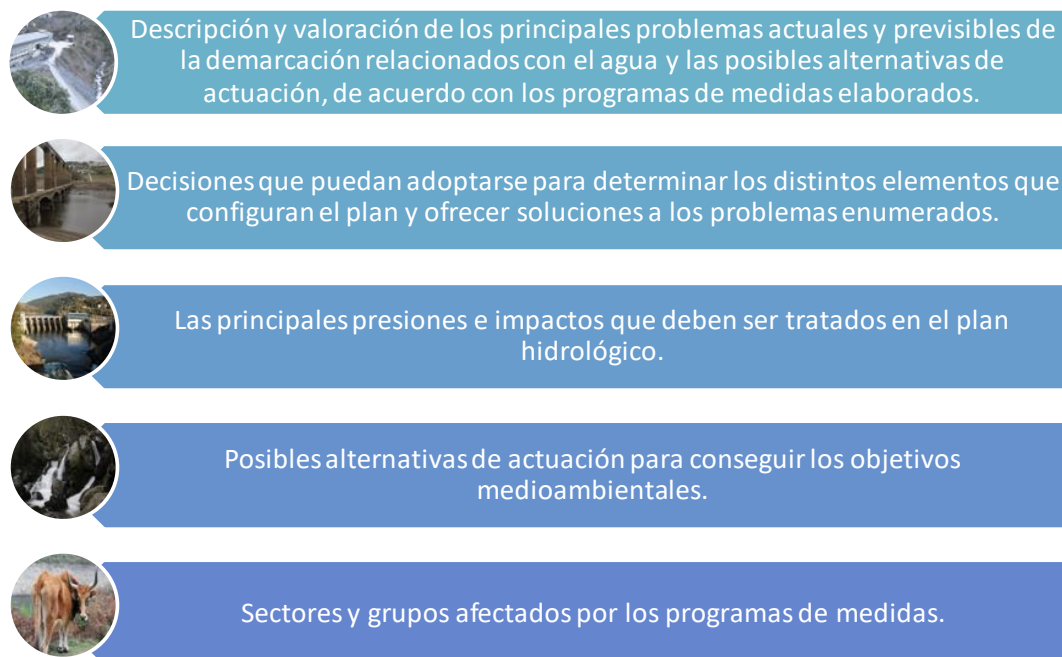 Descripción y valoración de los principales problemas actuales y previsibles de
la demarcación relacionados con el agua y las posibles alternativas de
actuación, de acuerdo con los programas de medidas elaborados.
Decisiones que puedan adoptarse para determinar los distintos elementos que
configuran el plan y ofrecer soluciones a los problemas enumerados.
Las principales presiones e impactos que deben ser tratados en el plan
hidrológico.
Posibles alternativas de actuación para conseguir los objetivos
medioambientales.
Sectores y grupos afectados por los programas de medidas.